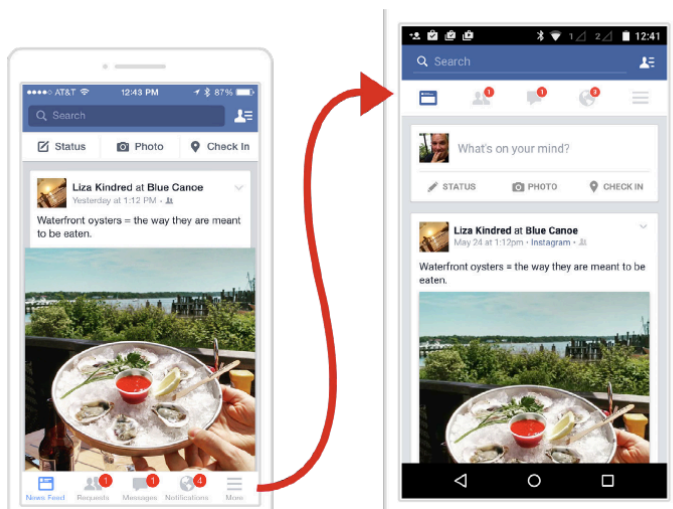 AT&T 12:43 PM 87%
Search
Status Photo Check In
Liza Kindred at Blue Canoe
Yesterday at 1:12 PM •
Waterfront oysters = the way they are meant
to be eaten.
1 1 4
News Feed Requests Messages Notifications More
1 2 12:41
Search
1 1 3
What's on your mind?
STATUS PHOTO CHECK IN
Liza Kindred at Blue Canoe
May 24 at 1:12pm • Instagram •
Waterfront oysters = the way they are meant to be
eaten.